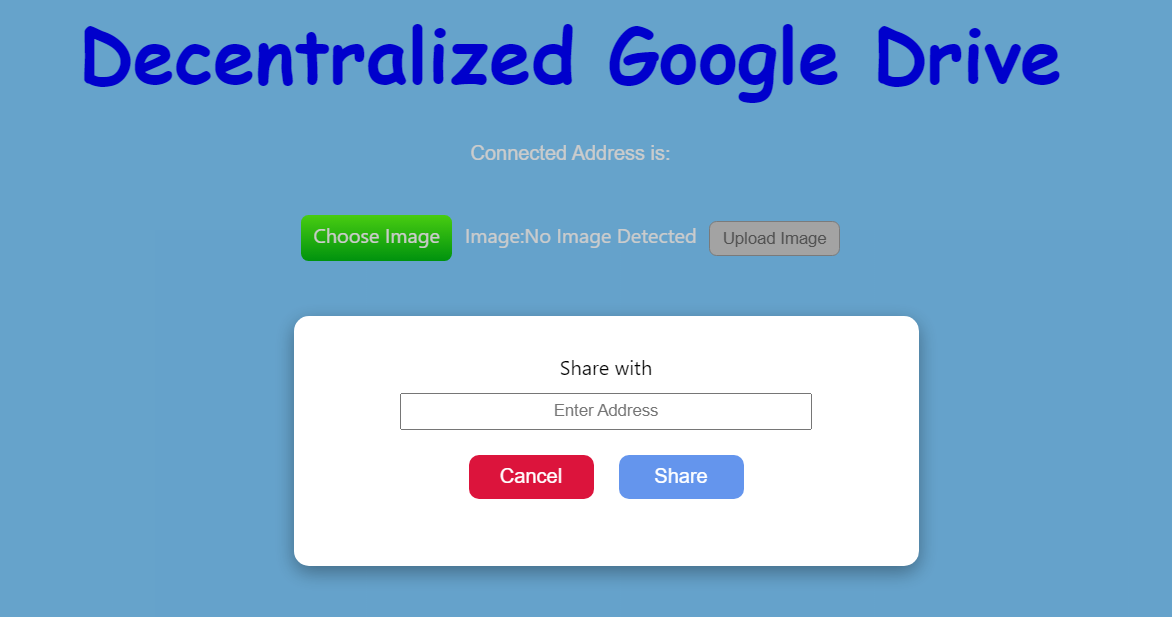 Decentralized Google Drive
Connected Address is:
Choose Image Image:No Image Detected Upload Image
Share with
Enter Address
Cancel Share